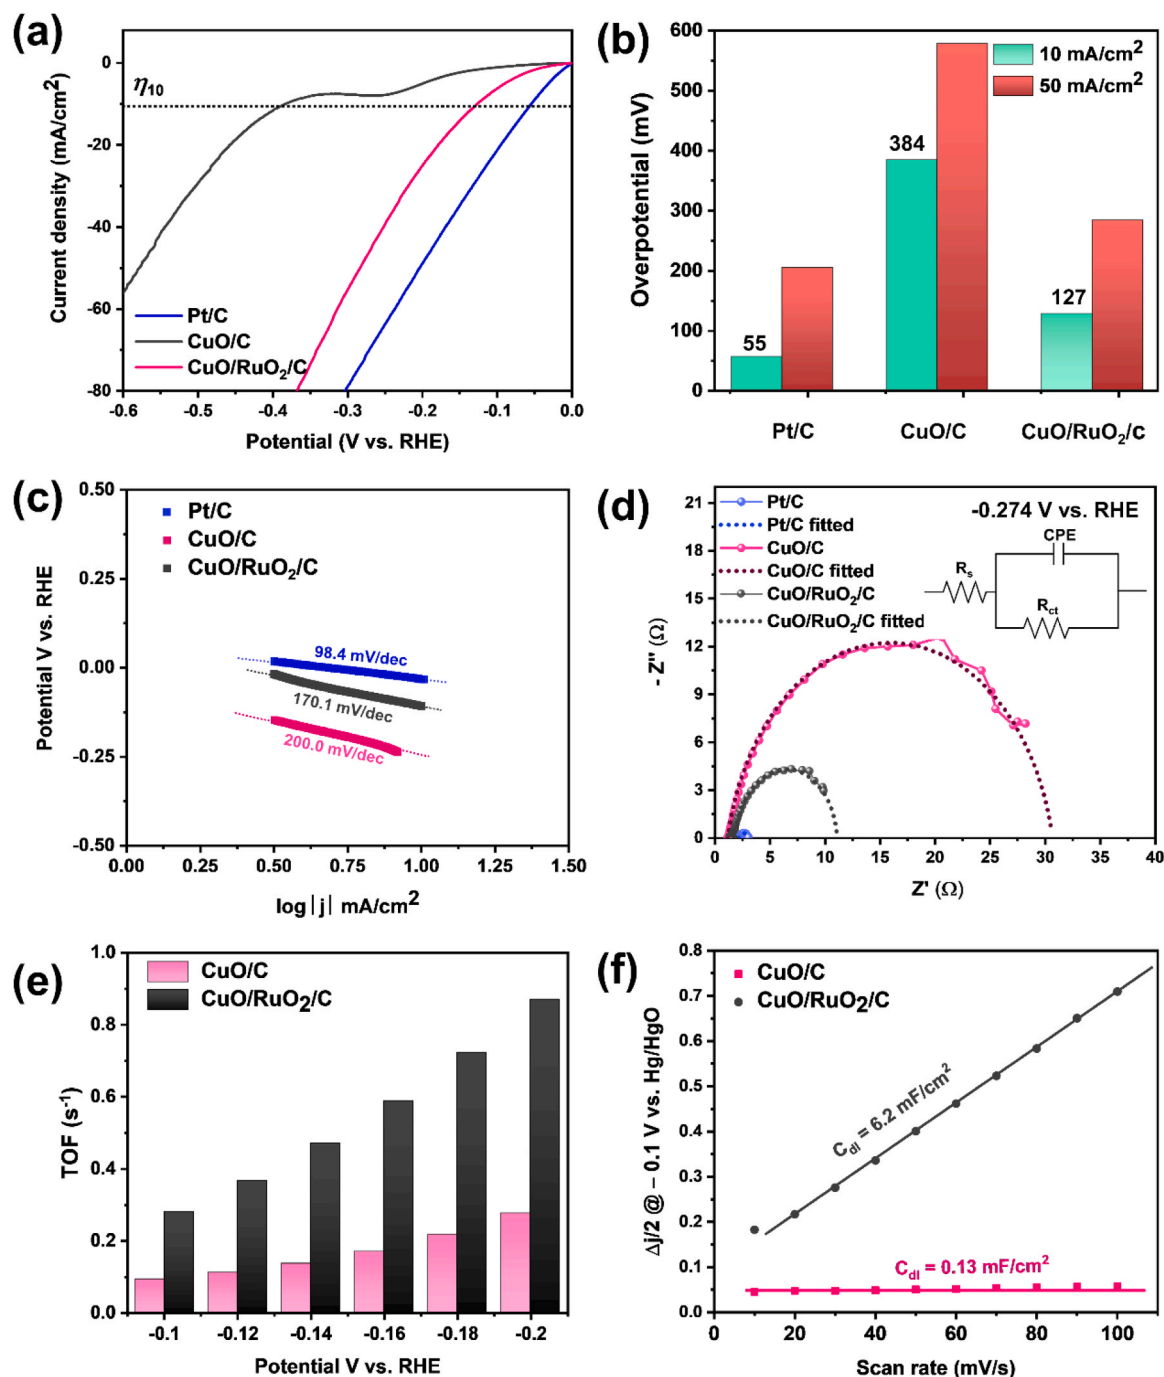 (a)
0
-20
-40
-60
-80
Current density (mA/cm²)
η₁₀
Pt/C
CuO/C
CuO/RuO₂/C
-0.6 -0.5 -0.4 -0.3 -0.2 -0.1 0.0
Potential (V vs. RHE)
(b)
600
500
400
300
200
100
0
Overpotential (mV)
10 mA/cm²
50 mA/cm²
55
384
127
Pt/C CuO/C CuO/RuO₂/c
(c)
0.50
0.25
0.00
-0.25
-0.50
Potential V vs. RHE
Pt/C
CuO/C
CuO/RuO₂/C
98.4 mV/dec
170.1 mV/dec
200.0 mV/dec
0.00 0.25 0.50 0.75 1.00 1.25 1.50
log|j| mA/cm²
(d)
21
18
15
12
9
6
3
0
- Z'' (Ω)
Pt/C
Pt/C fitted
CuO/C
CuO/C fitted
CuO/RuO₂/C
CuO/RuO₂/C fitted
-0.274 V vs. RHE
CPE
Rₛ
R_ct
0 5 10 15 20 25 30 35 40
Z' (Ω)
(e)
1.0
0.8
0.6
0.4
0.2
0.0
TOF (s⁻¹)
CuO/C
CuO/RuO₂/C
-0.1 -0.12 -0.14 -0.16 -0.18 -0.2
Potential V vs. RHE
(f)
0.8
0.7
0.6
0.5
0.4
0.3
0.2
0.1
0.0
Δj/2 @ – 0.1 V vs. Hg/HgO
CuO/C
CuO/RuO₂/C
C_dl = 6.2 mF/cm²
C_dl = 0.13 mF/cm²
0 20 40 60 80 100
Scan rate (mV/s)